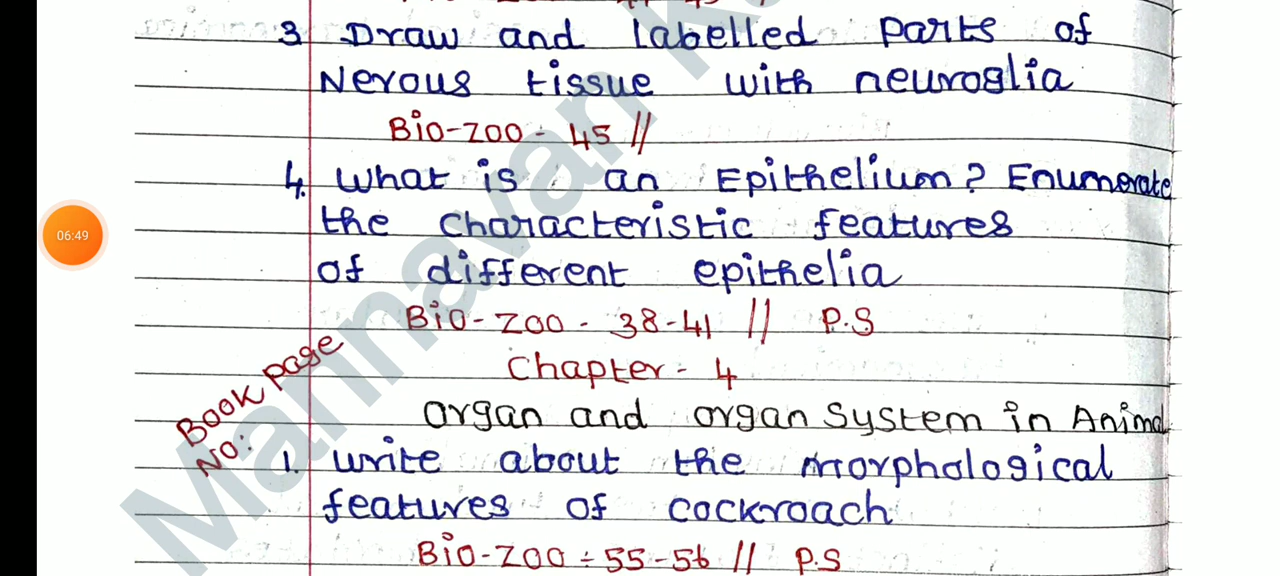 3. Draw and labelled parts of
Nerous tissue with neuroglia
Bio-Zoo - 45 //
4. What is an Epithelium? Enumerate
the characteristic features
of different epithelia
Bio-Zoo - 38-41 // P.S
Chapter - 4
Organ and organ System in Animal
Book page
No:
1. Write about the morphological
features of cockroach
Bio-Zoo - 55-56 // P.S
06:49